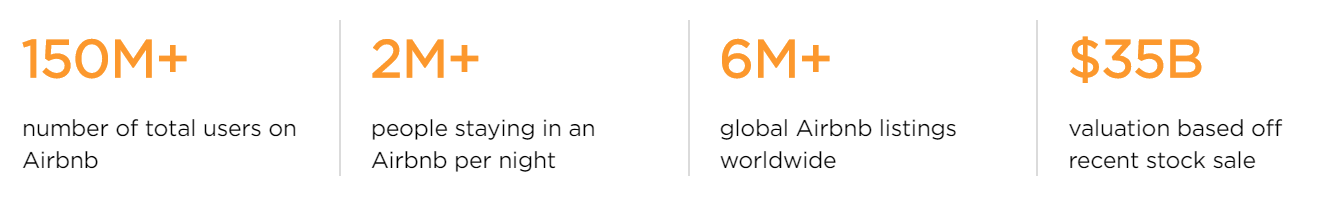 150M+
number of total users on
Airbnb
2M+
people staying in an
Airbnb per night
6M+
global Airbnb listings
worldwide
$35B
valuation based off
recent stock sale